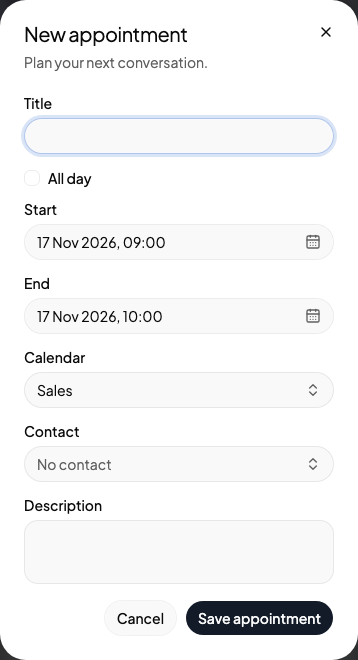 New appointment
Plan your next conversation.
Title
All day
Start
17 Nov 2026, 09:00
End
17 Nov 2026, 10:00
Calendar
Sales
Contact
No contact
Description
Cancel
Save appointment